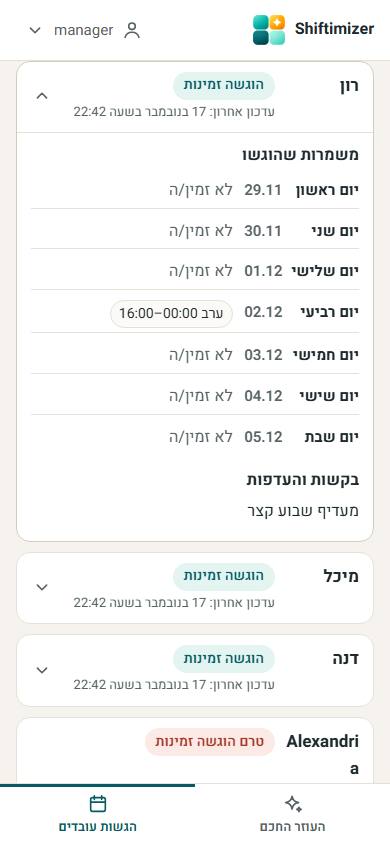 Shiftimizer
manager
רון
הוגשה זמינות
עדכון אחרון: 17 בנובמבר בשעה 22:42
משמרות שהוגשו
יום ראשון 29.11 לא זמין/ה
יום שני 30.11 לא זמין/ה
יום שלישי 01.12 לא זמין/ה
יום רביעי 02.12 ערב 16:00–00:00
יום חמישי 03.12 לא זמין/ה
יום שישי 04.12 לא זמין/ה
יום שבת 05.12 לא זמין/ה
בקשות והעדפות
מעדיף שבוע קצר
מיכל
הוגשה זמינות
עדכון אחרון: 17 בנובמבר בשעה 22:42
דנה
הוגשה זמינות
עדכון אחרון: 17 בנובמבר בשעה 22:42
Alexandri
a
טרם הוגשה זמינות
העוזר החכם
הגשות עובדים